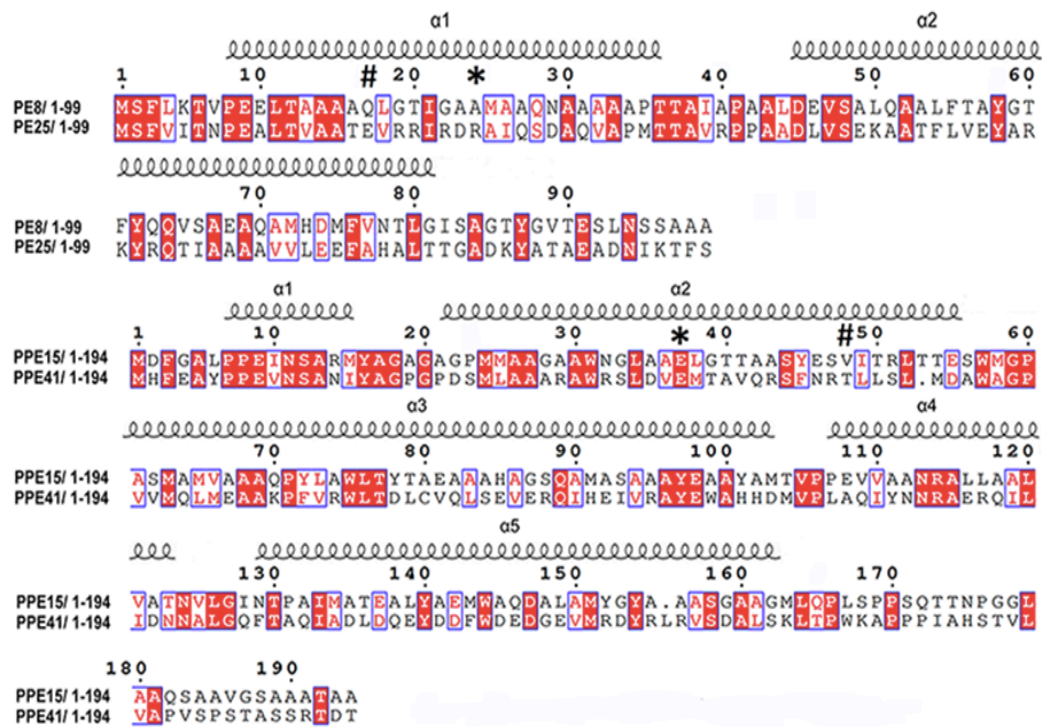 α1 α2
1 10 # 20 * 30 40 50 60
PE8/ 1-99 MSFLKTVPEELTAAAAQLGTIGAAMAAQNAAAAAPTTAIAPAALDEVSALQAALFTAYGT
PE25/ 1-99 MSFVITNPEALTVAATEVRRIRDRAIQSDAQVAPMTTAVRPPAADLVSEKAATFLVEYAR
70 80 90
PE8/ 1-99 FYQQVSAEAQAMHDMFVNTLGISAGTYGVTESLNSSAAA
PE25/ 1-99 KYRQTIAAAAVVLEEFAHALTTGADKYATAEADNIKTFS
α1 α2
1 10 20 30 * 40 # 50 60
PPE15/ 1-194 MDFGALPPEINSARMYAGAGAGPMMAAGAAWNGLAAELGTTAASYESVITRLTTESWMGP
PPE41/ 1-194 MHFEAYPPEVNSANIYAGPGPDSMLAAARAWRSLDVEMTAVQRSFNRTLLSL.MDAWAGP
α3 α4
70 80 90 100 110 120
PPE15/ 1-194 ASMAMVAAAQPYLAWLTYTAEAAAHAGSQAMASAAAYEAAYAMTVPPEVVAANRALLAAL
PPE41/ 1-194 VVMQLMEAAKPFVRWLTDLCVQLSEVERQIHEIVRAYEWAHHDMVPLAQIYNNRAERQIL
α5
130 140 150 160 170
PPE15/ 1-194 VATNVLGINTPAIMATEALYAEMWAQDALAMYGYA.AASGAAGMLQPLSPPSQTTNPGGL
PPE41/ 1-194 IDNNALGQFTAQIADLDQEYDDFWDEDGEVMRDYRLRVSDALSKLTPWKAPPPIAHSTVL
180 190
PPE15/ 1-194 AAQSAAVGSAAATAA
PPE41/ 1-194 VAPVSPSTASSRTDT